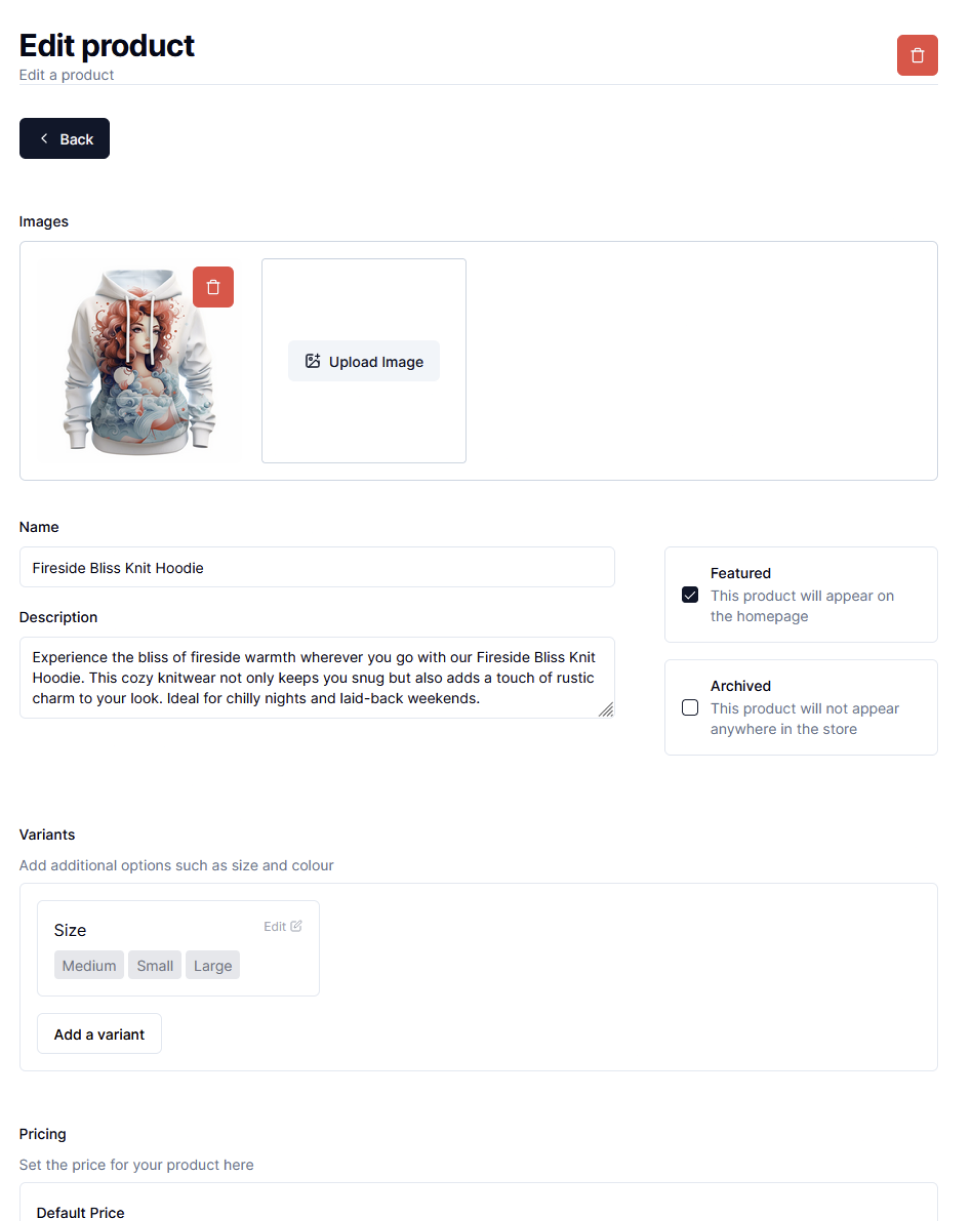 Edit product
Edit a product
Back
Images
Upload Image
Name
Fireside Bliss Knit Hoodie
Featured
This product will appear on
the homepage
Description
Experience the bliss of fireside warmth wherever you go with our Fireside Bliss Knit
Hoodie. This cozy knitwear not only keeps you snug but also adds a touch of rustic
charm to your look. Ideal for chilly nights and laid-back weekends.
Archived
This product will not appear
anywhere in the store
Variants
Add additional options such as size and colour
Size
Edit
Medium Small Large
Add a variant
Pricing
Set the price for your product here
Default Price